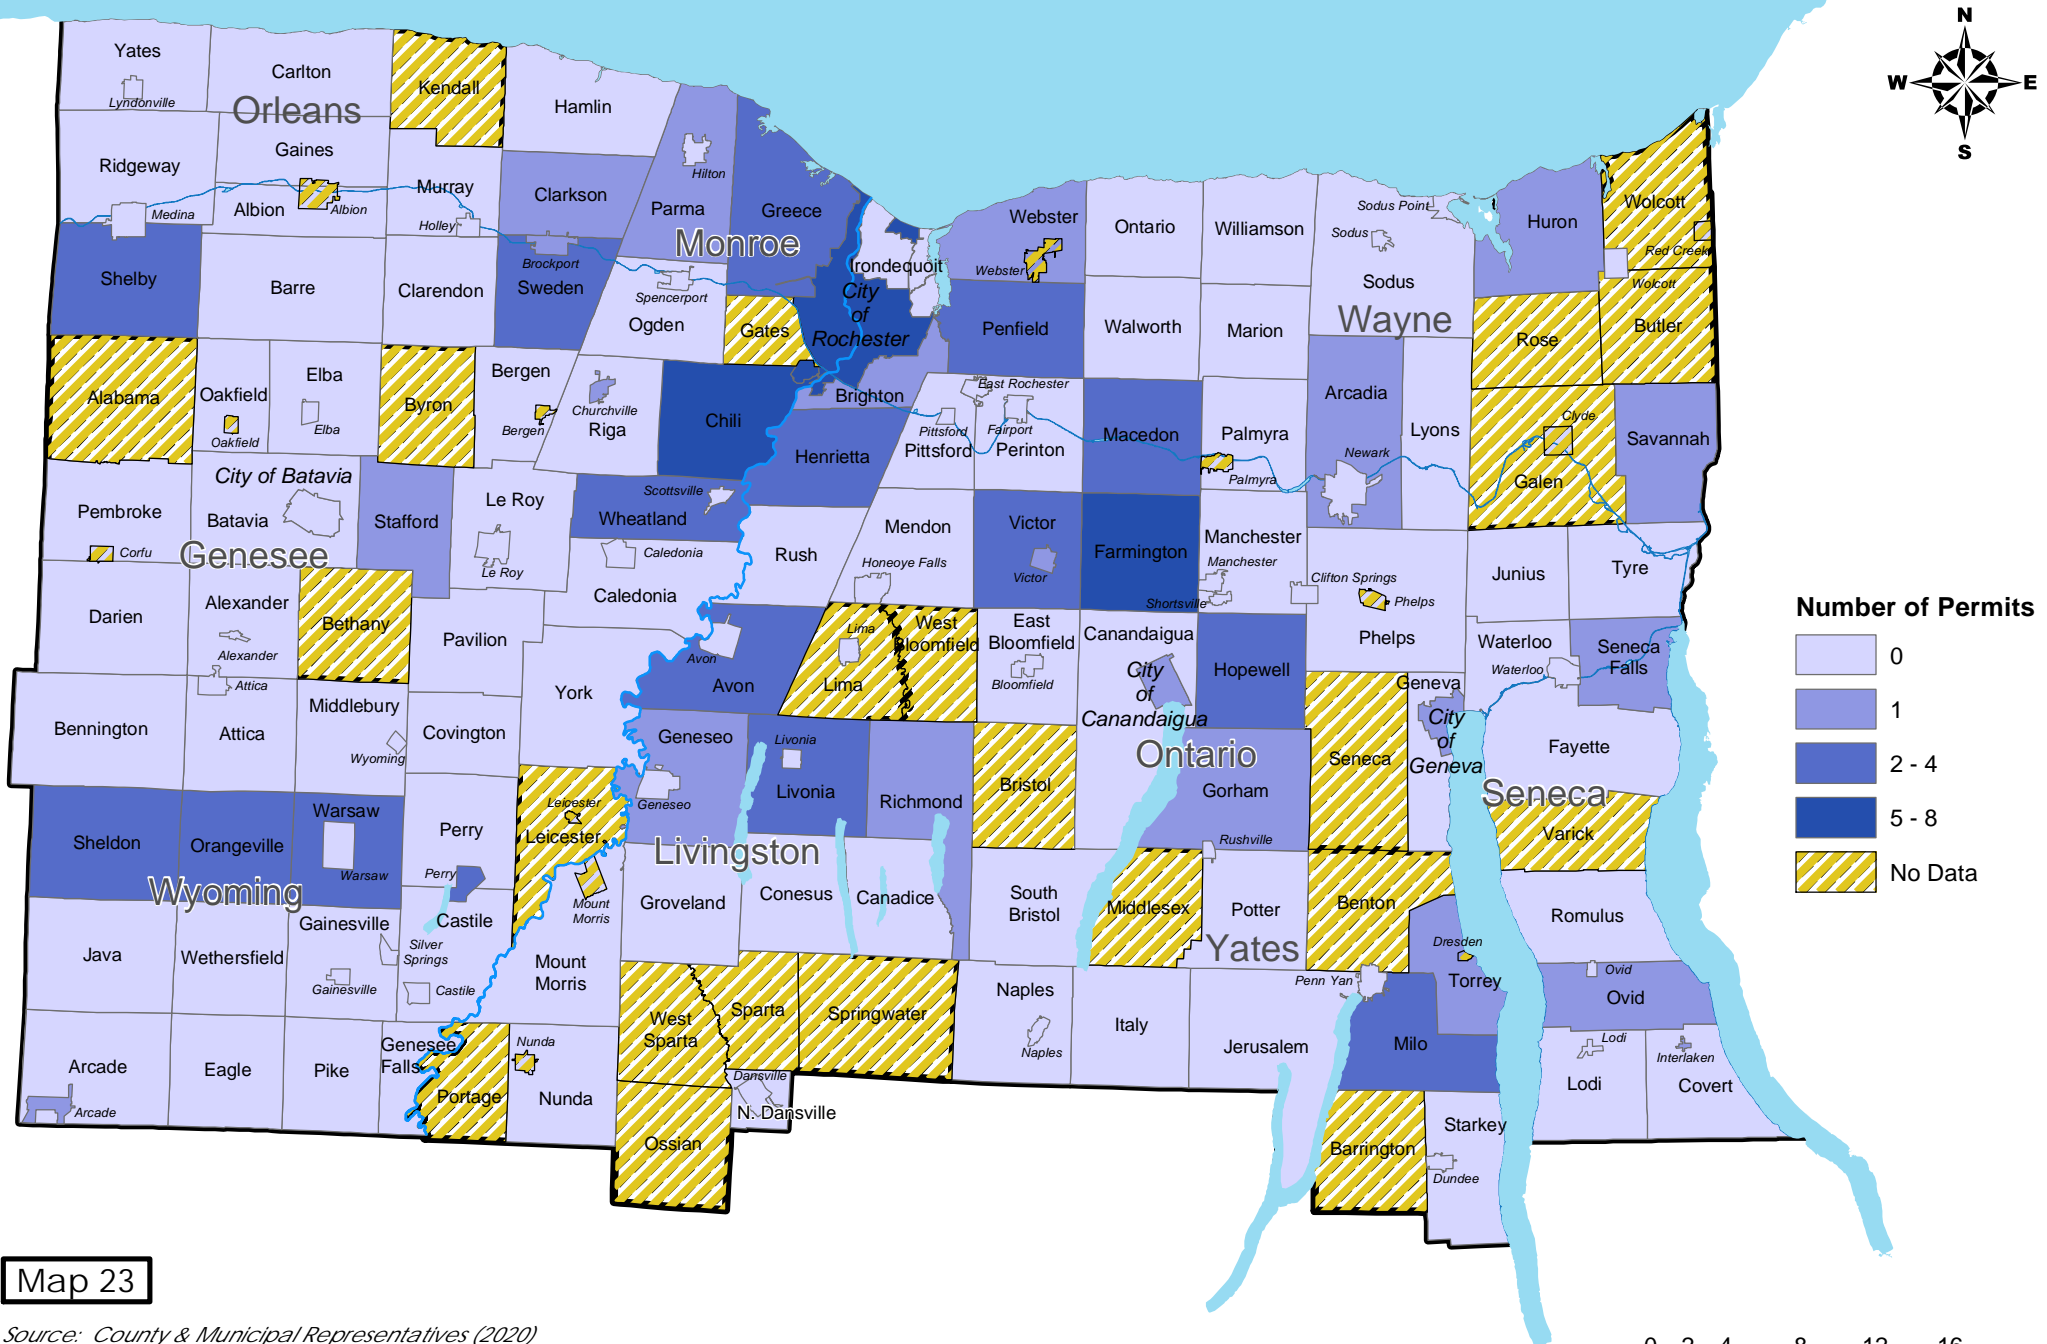 N
W E
S
Yates
Lyndonville
Carlton
Orleans
Kendall
Hamlin
Ridgeway
Medina
Gaines
Albion
Albion
Murray
Holley
Clarkson
Brockport
Parma
Hilton
Greece
Monroe
Irondequoit
City
of
Rochester
Webster
Webster
Ontario
Williamson
Sodus Point
Sodus
Sodus
Wayne
Huron
Wolcott
Red Creek
Wolcott
Shelby
Barre
Clarendon
Sweden
Spencerport
Ogden
Gates
Penfield
Walworth
Marion
Rose
Butler
Alabama
Oakfield
Oakfield
Elba
Elba
Byron
Bergen
Bergen
Churchville
Riga
Chili
Brighton
Henrietta
East Rochester
Pittsford
Pittsford
Fairport
Perinton
Macedon
Palmyra
Palmyra
Arcadia
Newark
Lyons
Clyde
Galen
Savannah
Pembroke
Corfu
City of Batavia
Batavia
Genesee
Stafford
Le Roy
Le Roy
Scottsville
Wheatland
Caledonia
Caledonia
Rush
Mendon
Honeoye Falls
Victor
Victor
Farmington
Manchester
Manchester
Shortsville
Clifton Springs
Phelps
Phelps
Junius
Tyre
Darien
Alexander
Alexander
Bethany
Pavilion
York
Avon
Avon
Lima
Lima
West
Bloomfield
East
Bloomfield
Bloomfield
Canandaigua
City
of
Canandaigua
Hopewell
Waterloo
Waterloo
Seneca
Falls
Bennington
Attica
Attica
Middlebury
Wyoming
Covington
Geneseo
Geneseo
Livonia
Livonia
Richmond
Bristol
Ontario
Gorham
Rushville
Seneca
Geneva
City
of
Geneva
Fayette
Seneca
Varick
Sheldon
Orangeville
Warsaw
Warsaw
Wyoming
Perry
Perry
Leicester
Leicester
Mount
Morris
Livingston
Groveland
Conesus
Canadice
South
Bristol
Middlesex
Potter
Yates
Benton
Dresden
Torrey
Romulus
Java
Wethersfield
Gainesville
Gainesville
Silver
Springs
Castile
Castile
Mount
Morris
West
Sparta
Sparta
Springwater
Naples
Naples
Italy
Jerusalem
Penn Yan
Milo
Ovid
Ovid
Arcade
Arcade
Eagle
Pike
Genesee
Falls
Portage
Nunda
Nunda
Ossian
Dansville
N. Dansville
Barrington
Starkey
Dundee
Lodi
Lodi
Interlaken
Covert
Number of Permits
0
1
2 - 4
5 - 8
No Data
Map 23
Source: County & Municipal Representatives (2020)
0 2 4 8 12 16